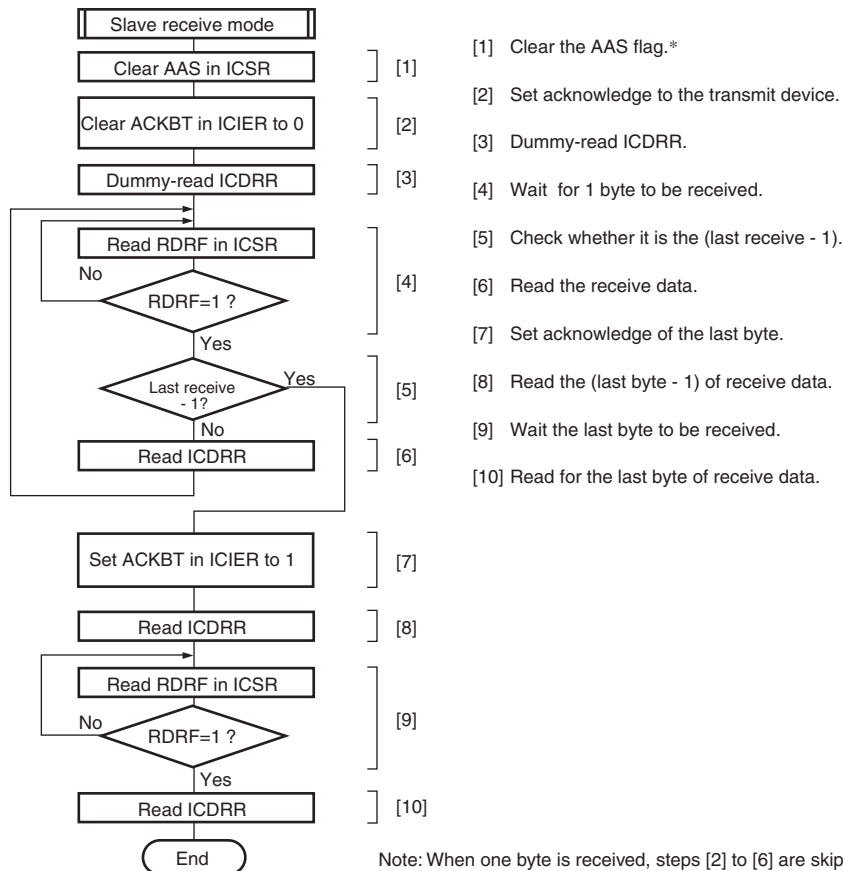 Slave receive mode
Clear AAS in ICSR
[1]
Clear ACKBT in ICIER to 0
[2]
Dummy-read ICDRR
[3]
Read RDRF in ICSR
No
RDRF=1 ?
[4]
Yes
Last receive
- 1?
Yes
[5]
No
Read ICDRR
[6]
Set ACKBT in ICIER to 1
[7]
Read ICDRR
[8]
Read RDRF in ICSR
No
RDRF=1 ?
[9]
Yes
Read ICDRR
[10]
End
[1] Clear the AAS flag.*
[2] Set acknowledge to the transmit device.
[3] Dummy-read ICDRR.
[4] Wait for 1 byte to be received.
[5] Check whether it is the (last receive - 1).
[6] Read the receive data.
[7] Set acknowledge of the last byte.
[8] Read the (last byte - 1) of receive data.
[9] Wait the last byte to be received.
[10] Read for the last byte of receive data.
Note: When one byte is received, steps [2] to [6] are skip